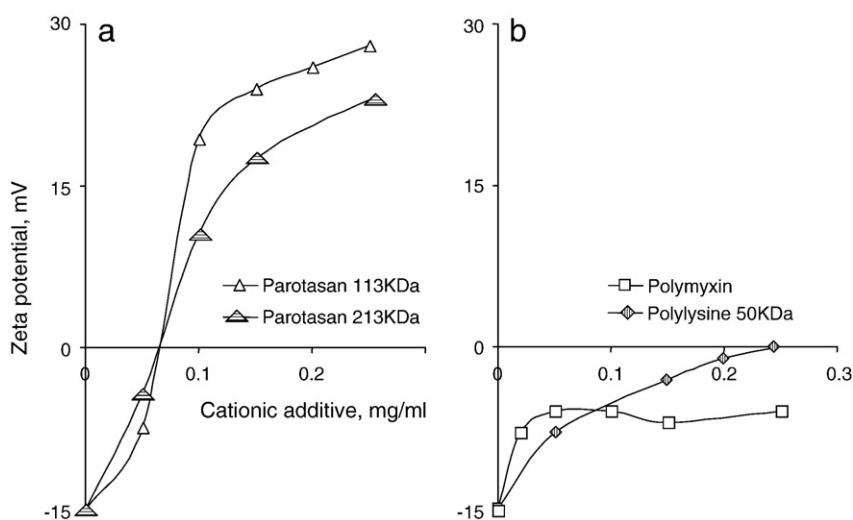 a
30
15
0
-15
Zeta potential, mV
Parotasan 113KDa
Parotasan 213KDa
0
0.1
0.2
Cationic additive, mg/ml
b
30
15
0
-15
Polymyxin
Polylysine 50KDa
0
0.1
0.2
0.3